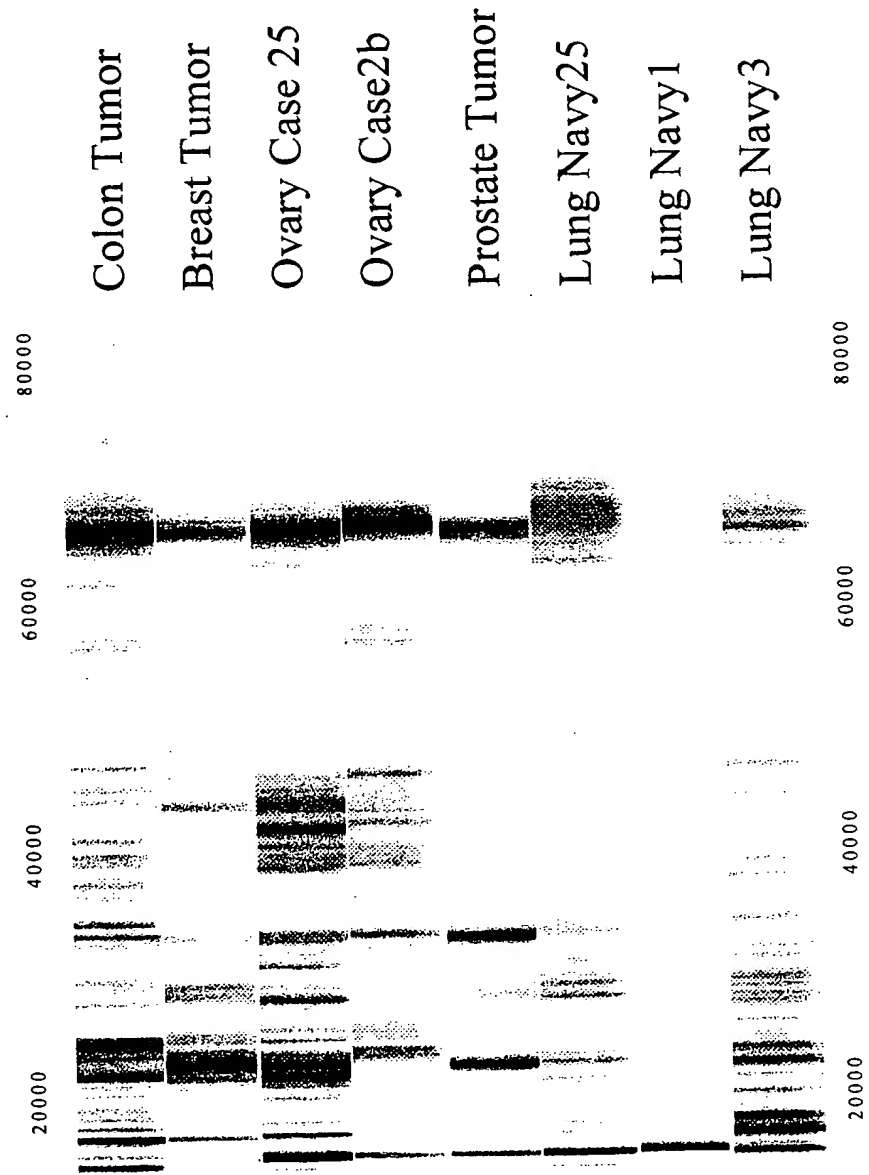 Colon Tumor
Breast Tumor
Ovary Case 25
Ovary Case2b
Prostate Tumor
Lung Navy25
Lung Navy1
Lung Navy3
80000
80000
60000
60000
40000
40000
20000
20000